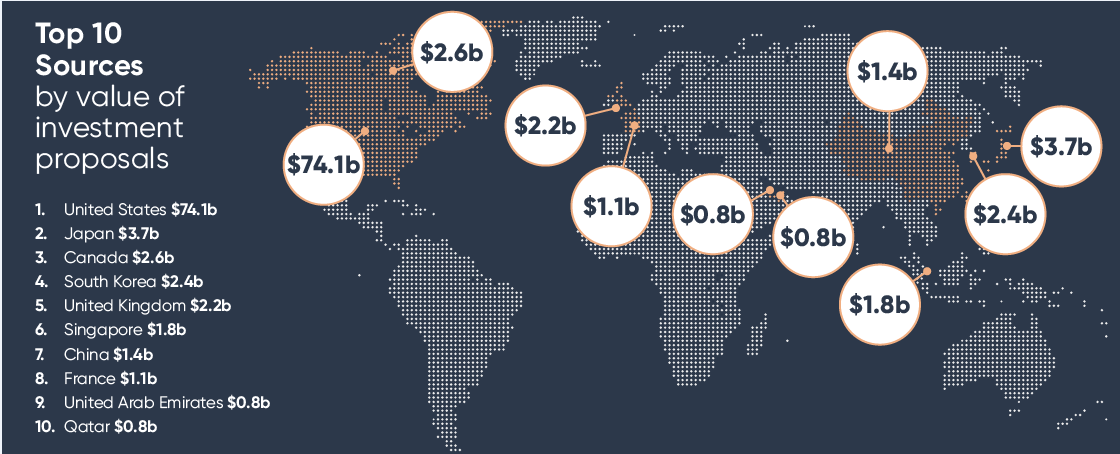 Top 10
Sources
by value of
investment
proposals
1. United States $74.1b
2. Japan $3.7b
3. Canada $2.6b
4. South Korea $2.4b
5. United Kingdom $2.2b
6. Singapore $1.8b
7. China $1.4b
8. France $1.1b
9. United Arab Emirates $0.8b
10. Qatar $0.8b
$2.6b
$74.1b
$2.2b
$1.1b
$0.8b
$0.8b
$1.4b
$3.7b
$2.4b
$1.8b